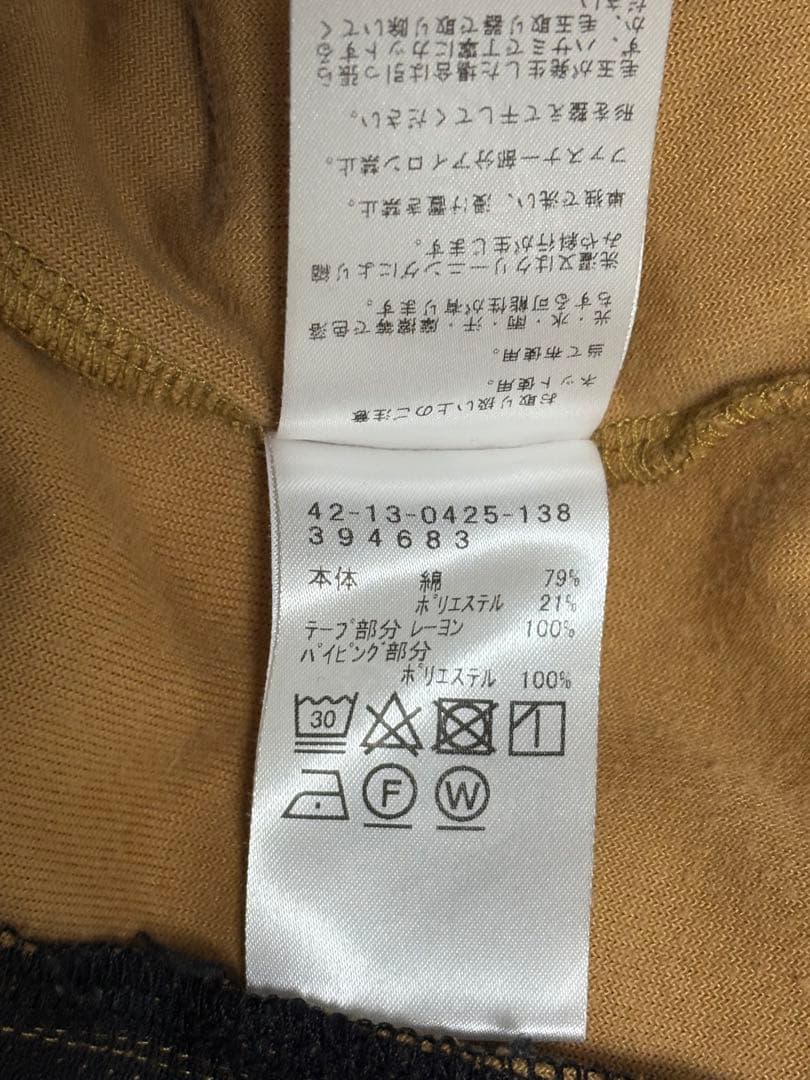 お取り扱い上のご注意
ネット使用。
当て布使用。
光・水・雨・汗・摩擦等で色落
ちする可能性が有ります。
洗濯又はクリーニングにより縮
みや斜行が生じます。
単独で洗い、浸け置き禁止。
ファスナー部分アイロン禁止。
形を整えて干してください。
毛玉が発生した場合は引っ張ら
ず、ハサミで丁寧にカットする
か、毛玉取り器で取り除いてく
ださい
42-13-0425-138
394683
本体 綿 79%
ポリエステル 21%
テープ部分 レーヨン 100%
パイピング部分
ポリエステル 100%
30
F W